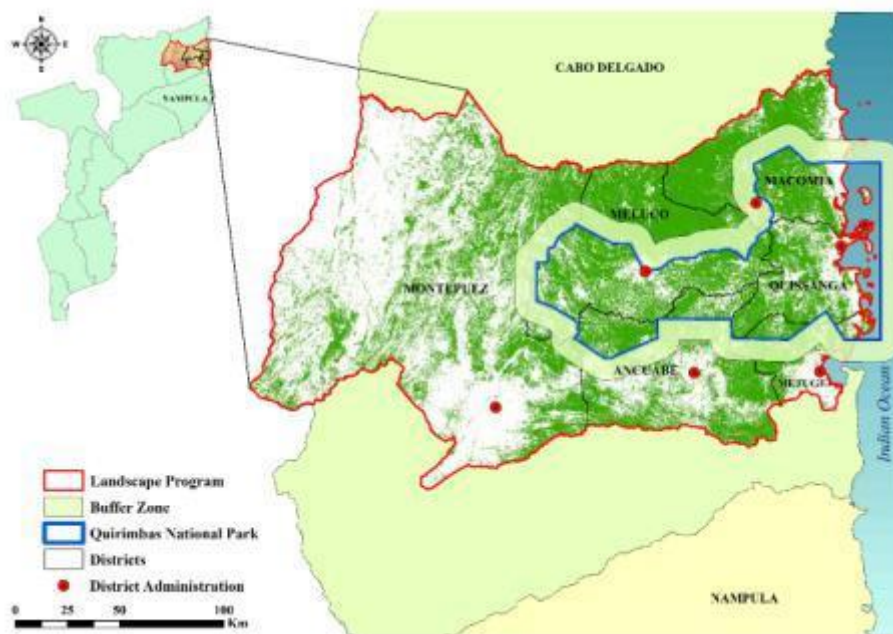 N
W E
S
NAMPULA
CABO DELGADO
MACOMIA
MELUCO
MONTEPUEZ
QUISSANGA
ANCUABE
MEJUGE
Indian Ocean
Landscape Program
Buffer Zone
Quirimbas National Park
Districts
District Administration
NAMPULA
0 25 50 100
Km